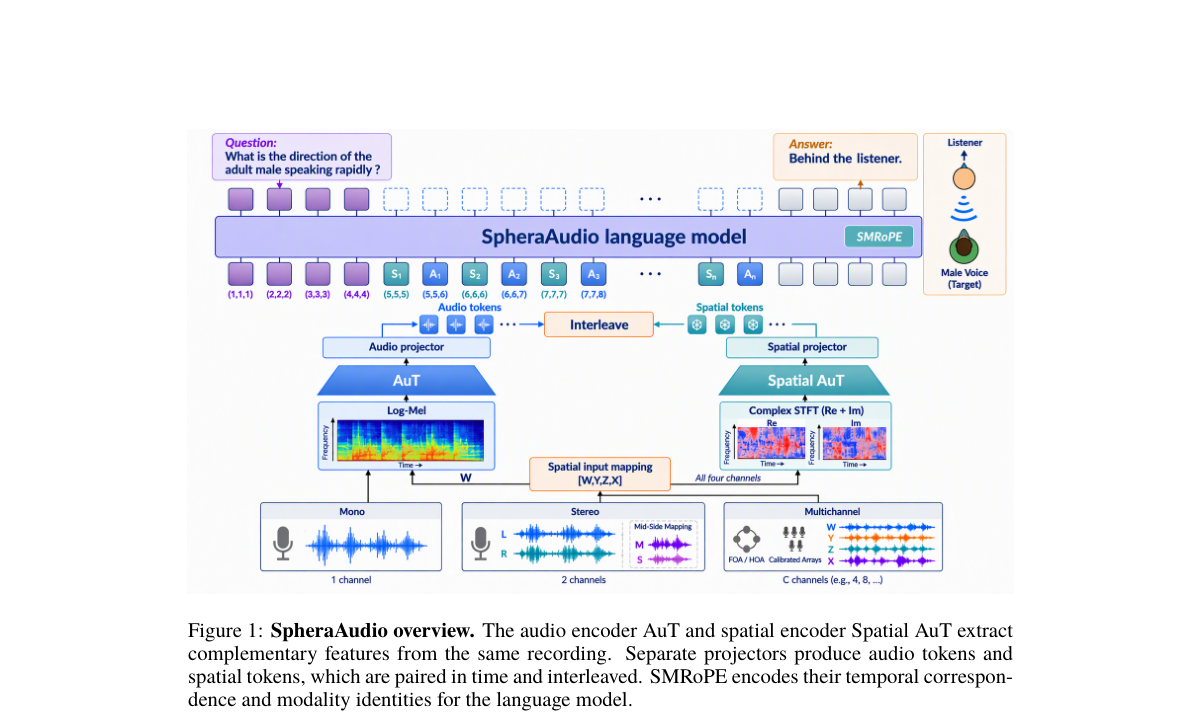 Question:
What is the direction of the
adult male speaking rapidly ?
Answer:
Behind the listener.
Listener
Male Voice
(Target)
SpheraAudio language model
SMRoPE
S₁ A₁ S₂ A₂ S₃ A₃ ... Sₙ Aₙ
(1,1,1) (2,2,2) (3,3,3) (4,4,4) (5,5,5) (5,5,6) (6,6,6) (6,6,7) (7,7,7) (7,7,8)
Audio tokens
Spatial tokens
...
Interleave
...
Audio projector
Spatial projector
AuT
Spatial AuT
Log-Mel
Frequency
Time →
Complex STFT (Re + Im)
Re
Im
Frequency
Time →
Frequency
Time →
W
Spatial input mapping
[W,Y,Z,X]
All four channels
Mono
1 channel
Stereo
L
R
Mid-Side Mapping
M
S
2 channels
Multichannel
FOA / HOA
Calibrated Arrays
W
Y
Z
X
C channels (e.g., 4, 8, ...)
Figure 1: SpheraAudio overview. The audio encoder AuT and spatial encoder Spatial AuT extract
complementary features from the same recording. Separate projectors produce audio tokens and
spatial tokens, which are paired in time and interleaved. SMRoPE encodes their temporal correspon-
dence and modality identities for the language model.